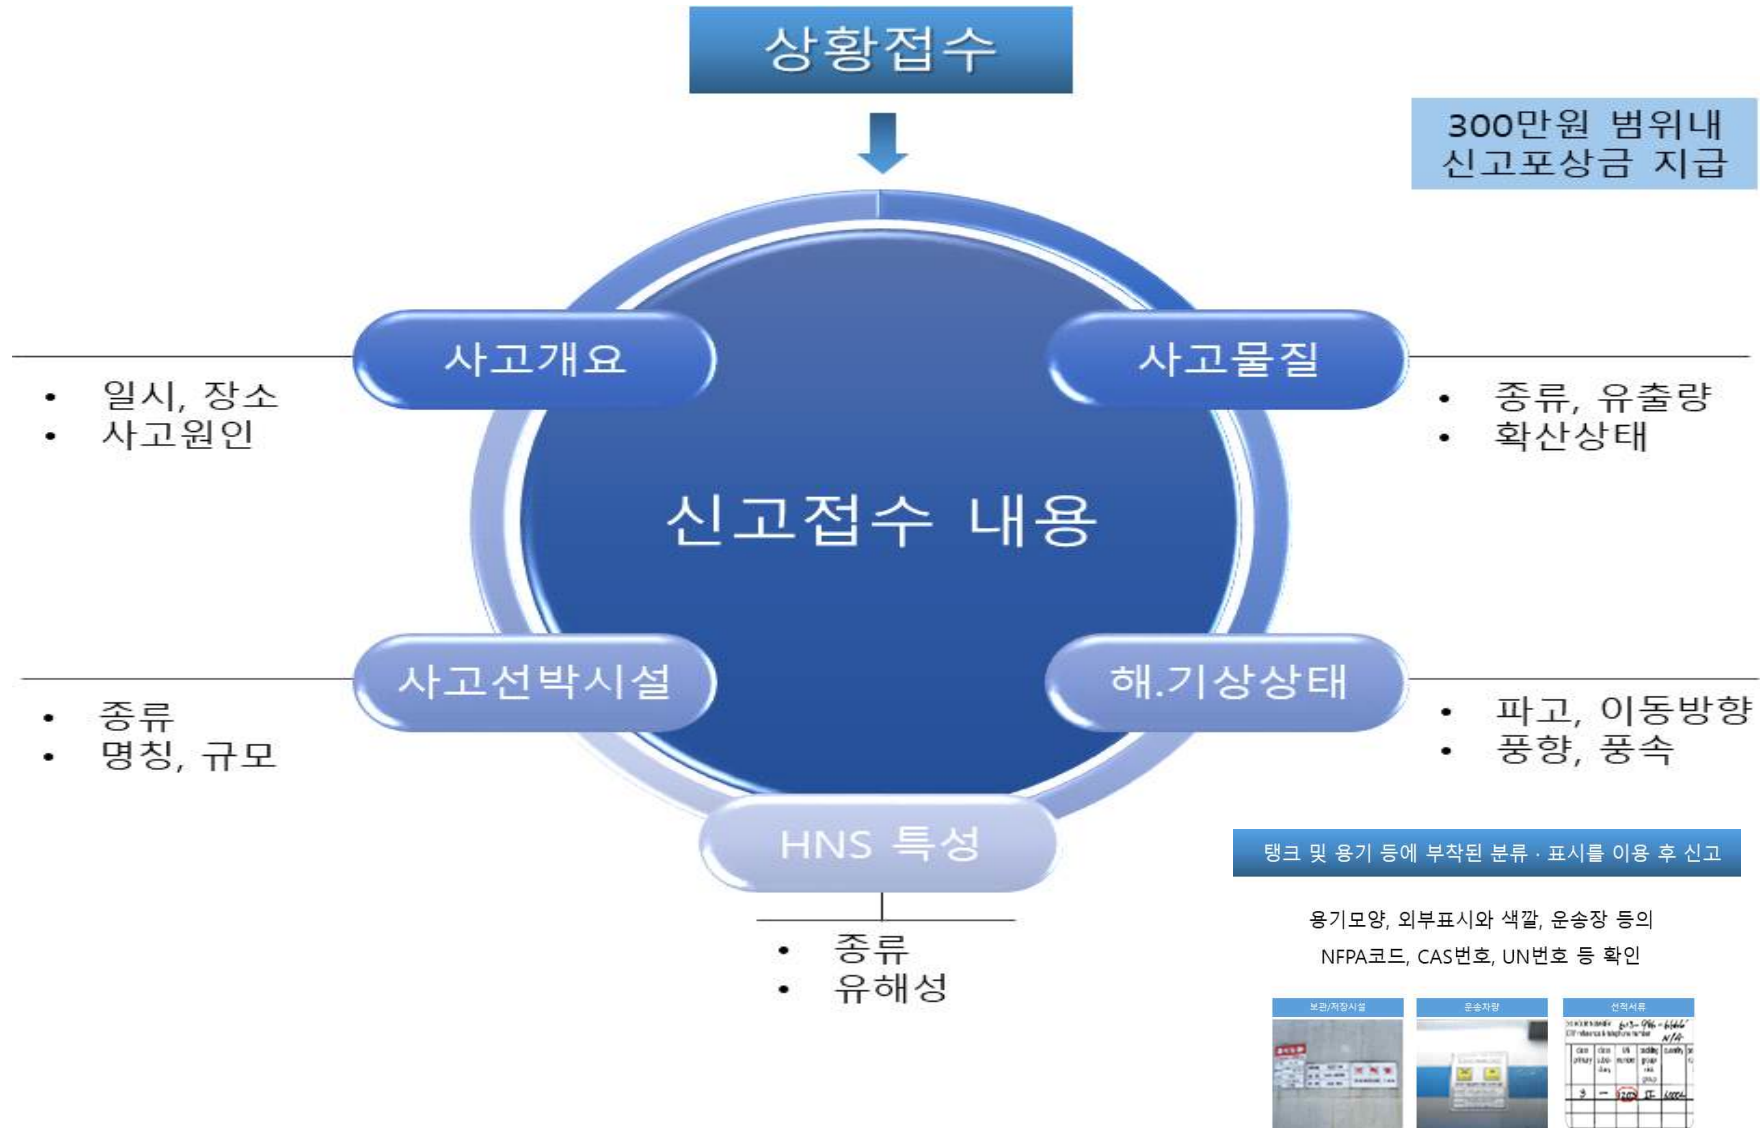 상황접수
300만원 범위내
신고포상금 지급
사고개요
• 일시, 장소
• 사고원인
사고물질
• 종류, 유출량
• 확산상태
신고접수 내용
사고선박시설
• 종류
• 명칭, 규모
해.기상상태
• 파고, 이동방향
• 풍향, 풍속
HNS 특성
• 종류
• 유해성
탱크 및 용기 등에 부착된 분류 · 표시를 이용 후 신고
용기모양, 외부표시와 색깔, 운송장 등의
NFPA코드, CAS번호, UN번호 등 확인
보관/저장시설
운송차량
선적서류